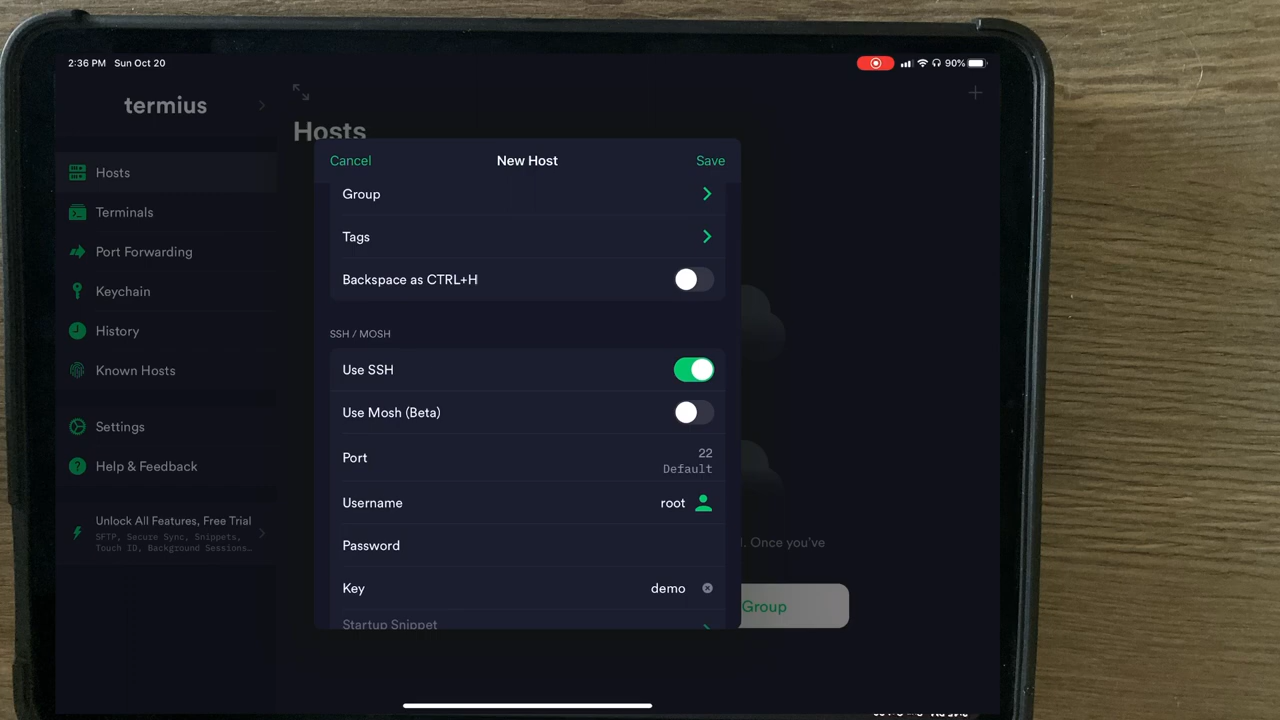 2:36 PM Sun Oct 20
90%
termius
Hosts
Terminals
Port Forwarding
Keychain
History
Known Hosts
Settings
Help & Feedback
Unlock All Features, Free Trial
SFTP, Secure Sync, Snippets,
Touch ID, Background Sessions…
Hosts
Cancel New Host Save
Group
Tags
Backspace as CTRL+H
SSH / MOSH
Use SSH
Use Mosh (Beta)
Port 22
Default
Username root
Password
Key demo
Startup Snippet
. Once you've
Group